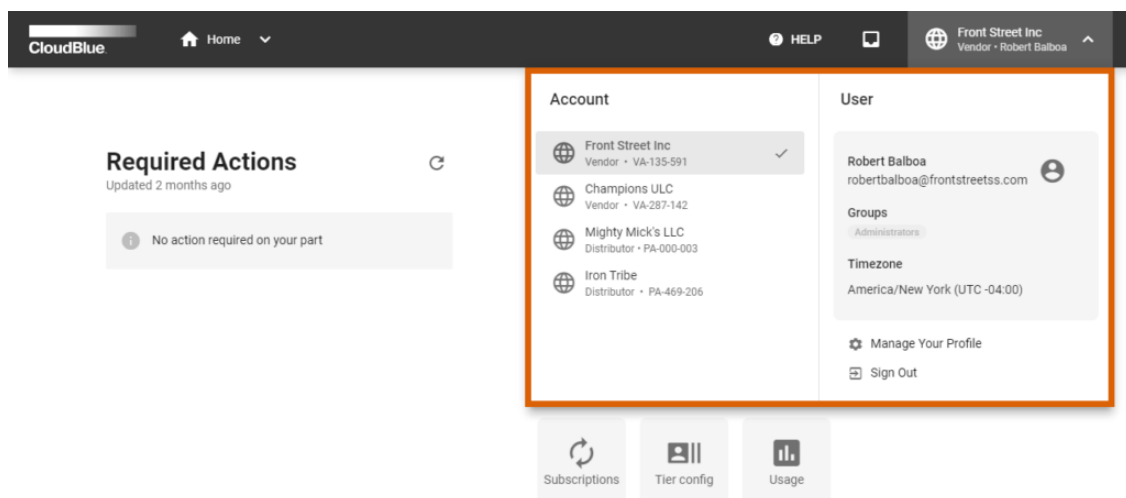 CloudBlue.
Home
HELP
Front Street Inc
Vendor • Robert Balboa
Required Actions
Updated 2 months ago
No action required on your part
Account
Front Street Inc
Vendor • VA-135-591
Champions ULC
Vendor • VA-287-142
Mighty Mick's LLC
Distributor • PA-000-003
Iron Tribe
Distributor • PA-469-206
User
Robert Balboa
robertbalboa@frontstreetss.com
Groups
Administrators
Timezone
America/New York (UTC -04:00)
Manage Your Profile
Sign Out
Subscriptions
Tier config
Usage